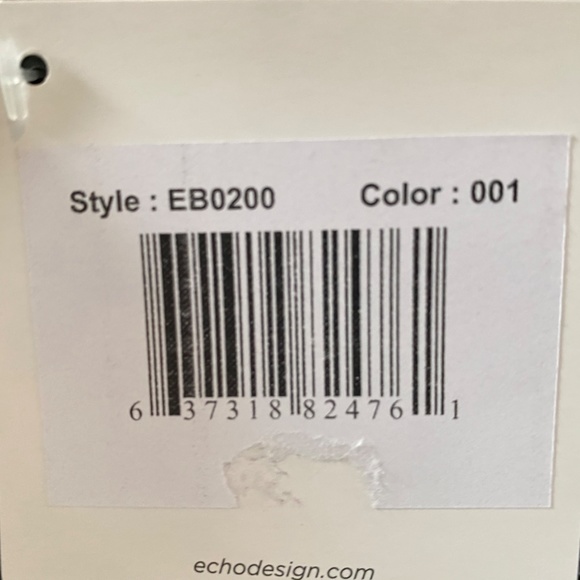 Style : EB0200 Color : 001
6 37318 82476 1
echodesign.com